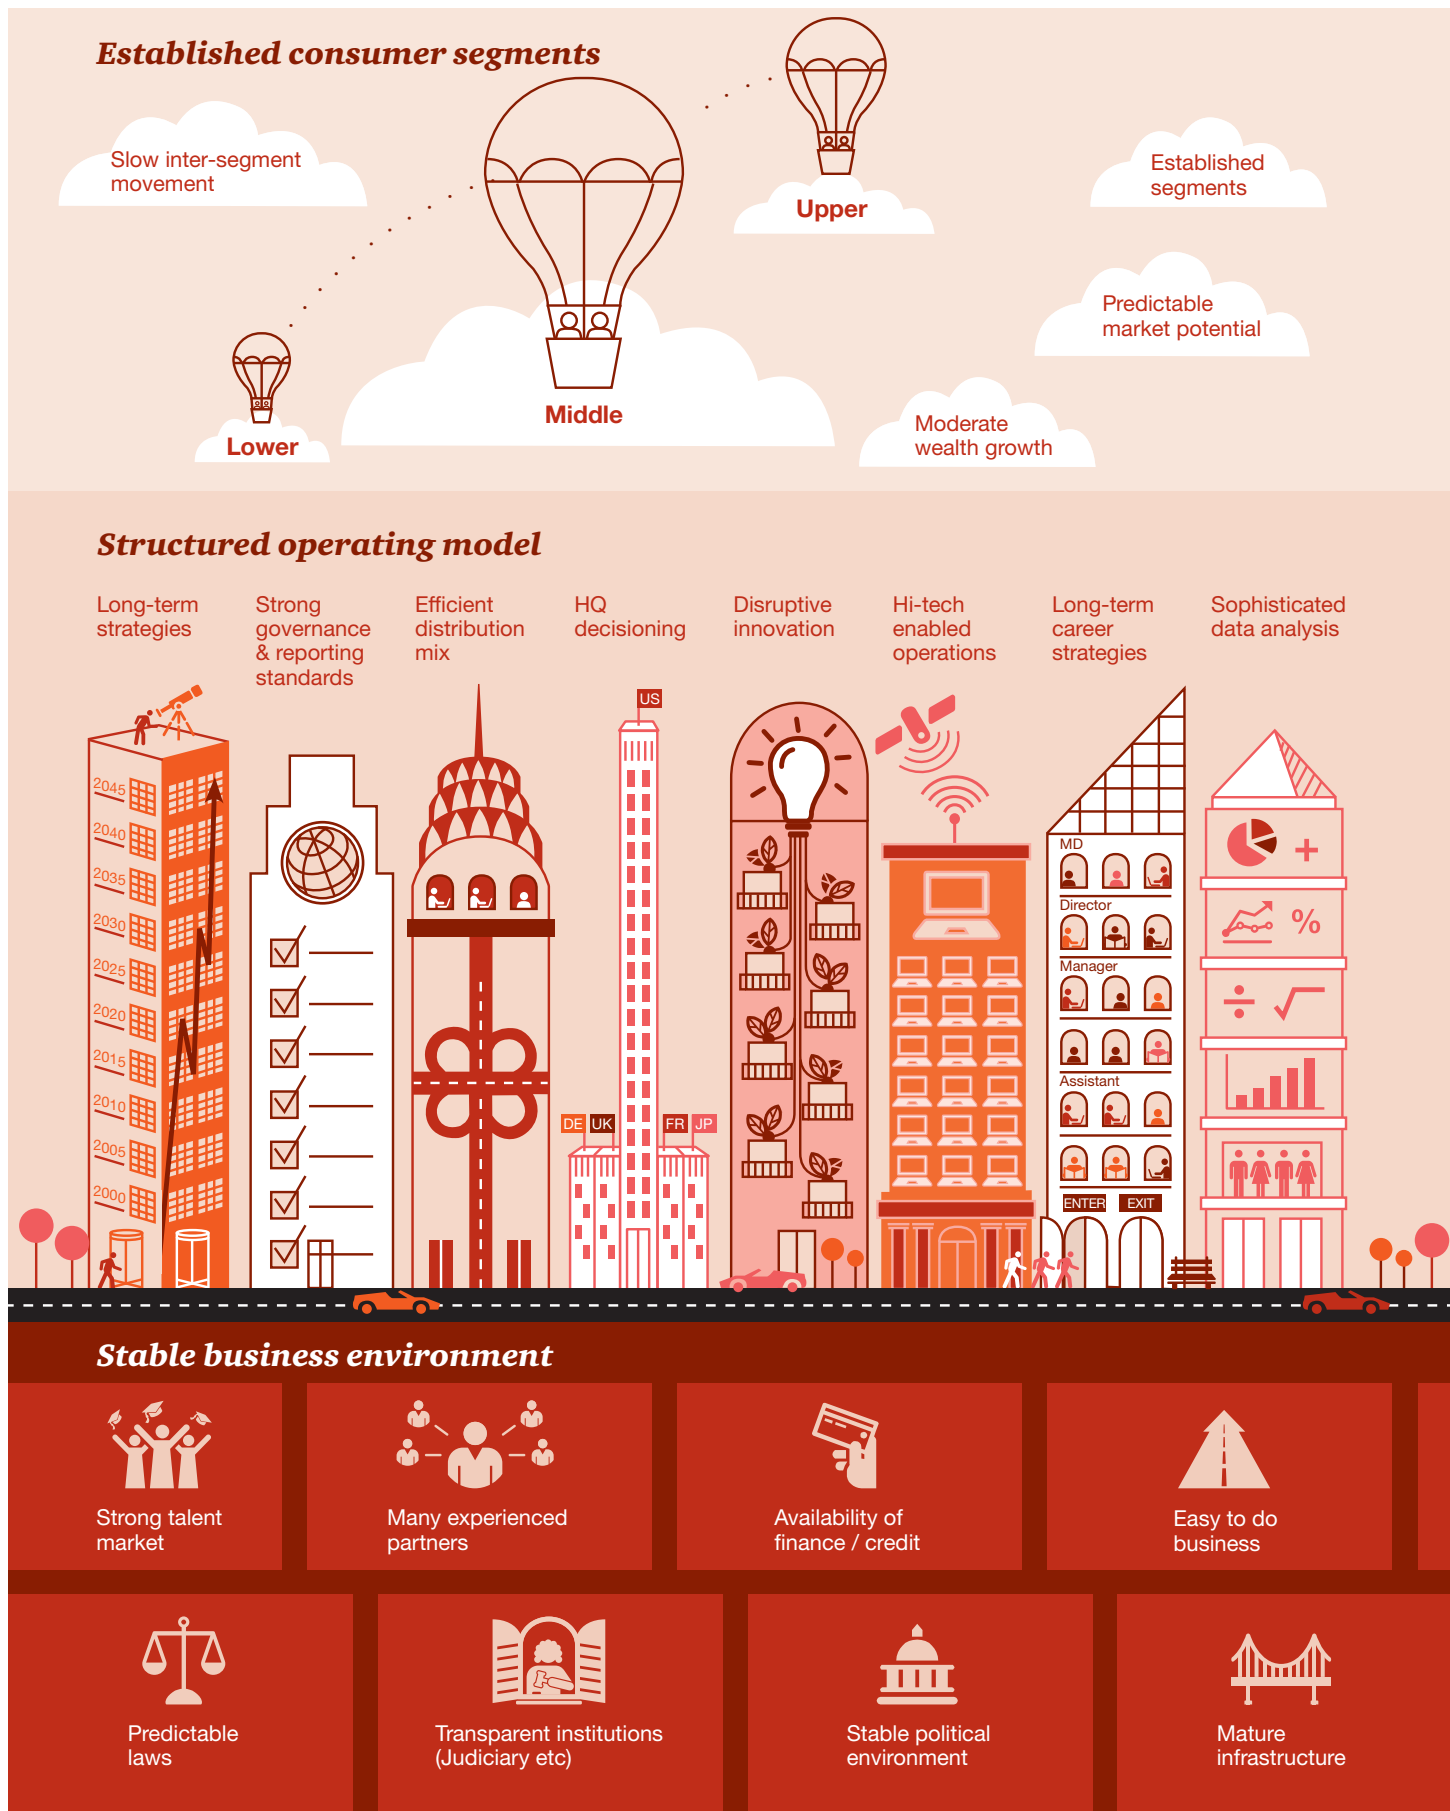 Established consumer segments
Slow inter-segment
movement
Upper
Established
segments
Predictable
market potential
Middle
Moderate
wealth growth
Lower
Structured operating model
Long-term
strategies
Strong
governance
& reporting
standards
Efficient
distribution
mix
HQ
decisioning
Disruptive
innovation
Hi-tech
enabled
operations
Long-term
career
strategies
Sophisticated
data analysis
2045
2040
2035
2030
2025
2020
2015
2010
2005
2000
US
DE
UK
FR
JP
MD
Director
Manager
Assistant
ENTER
EXIT
+
%
÷
√
Stable business environment
Strong talent
market
Many experienced
partners
Availability of
finance / credit
Easy to do
business
Predictable
laws
Transparent institutions
(Judiciary etc)
Stable political
environment
Mature
infrastructure